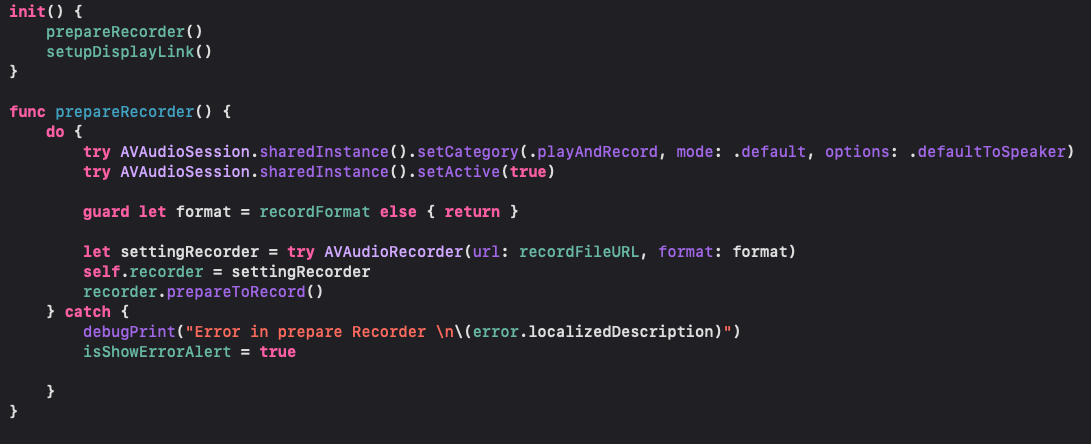 init() {
    prepareRecorder()
    setupDisplayLink()
}

func prepareRecorder() {
    do {
        try AVAudioSession.sharedInstance().setCategory(.playAndRecord, mode: .default, options: .defaultToSpeaker)
        try AVAudioSession.sharedInstance().setActive(true)

        guard let format = recordFormat else { return }

        let settingRecorder = try AVAudioRecorder(url: recordFileURL, format: format)
        self.recorder = settingRecorder
        recorder.prepareToRecord()
    } catch {
        debugPrint("Error in prepare Recorder \n\(error.localizedDescription)")
        isShowErrorAlert = true

    }
}